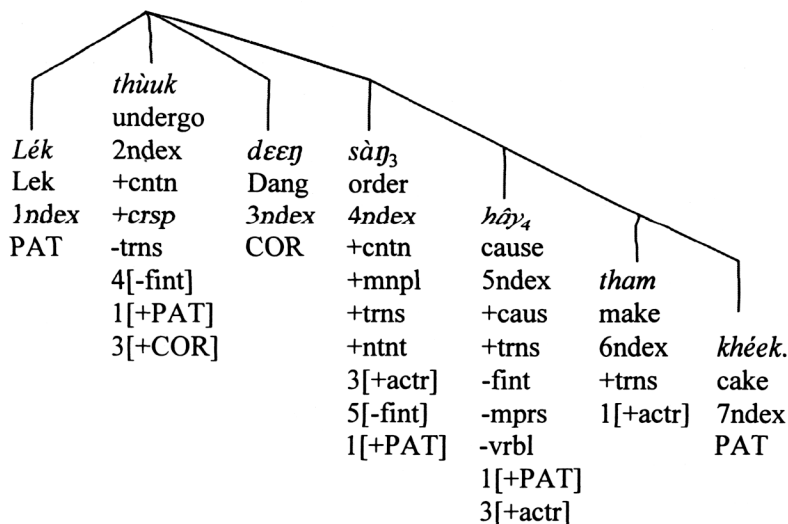 Lék
Lek
1ndex
PAT
thùuk
undergo
2ndex
+cntn
+crsp
-trns
4[-fint]
1[+PAT]
3[+COR]
dɛɛŋ
Dang
3ndex
COR
sàŋ₃
order
4ndex
+cntn
+mnpl
+trns
+ntnt
3[+actr]
5[-fint]
1[+PAT]
hây₄
cause
5ndex
+caus
+trns
-fint
-mprs
-vrbl
1[+PAT]
3[+actr]
tham
make
6ndex
+trns
1[+actr]
khéek.
cake
7ndex
PAT